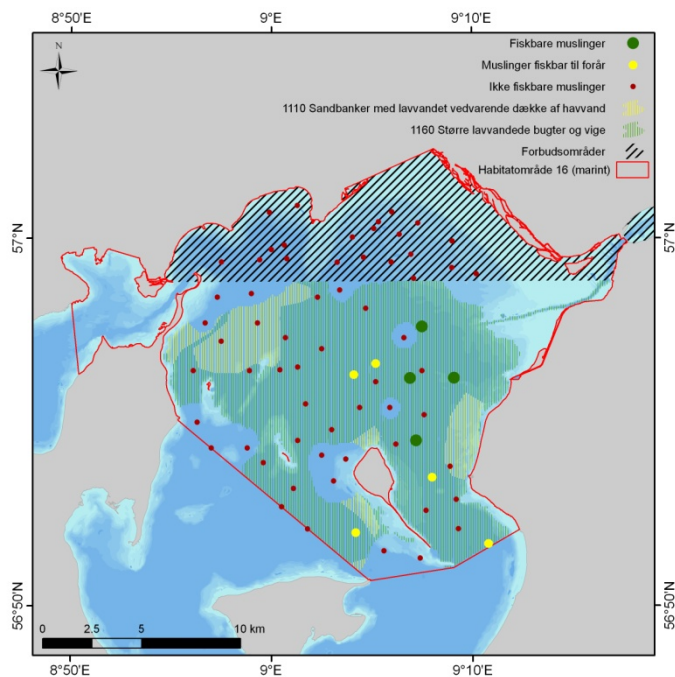 8°50'E
9°E
9°10'E
N
Fiskbare muslinger
Muslinger fiskbar til forår
Ikke fiskbare muslinger
1110 Sandbanker med lavvandet vedvarende dække af havvand
1160 Større lavvandede bugter og vige
Forbudsområder
Habitatområde 16 (marint)
57°N
57°N
56°50'N
56°50'N
0 2.5 5 10 km
8°50'E
9°E
9°10'E